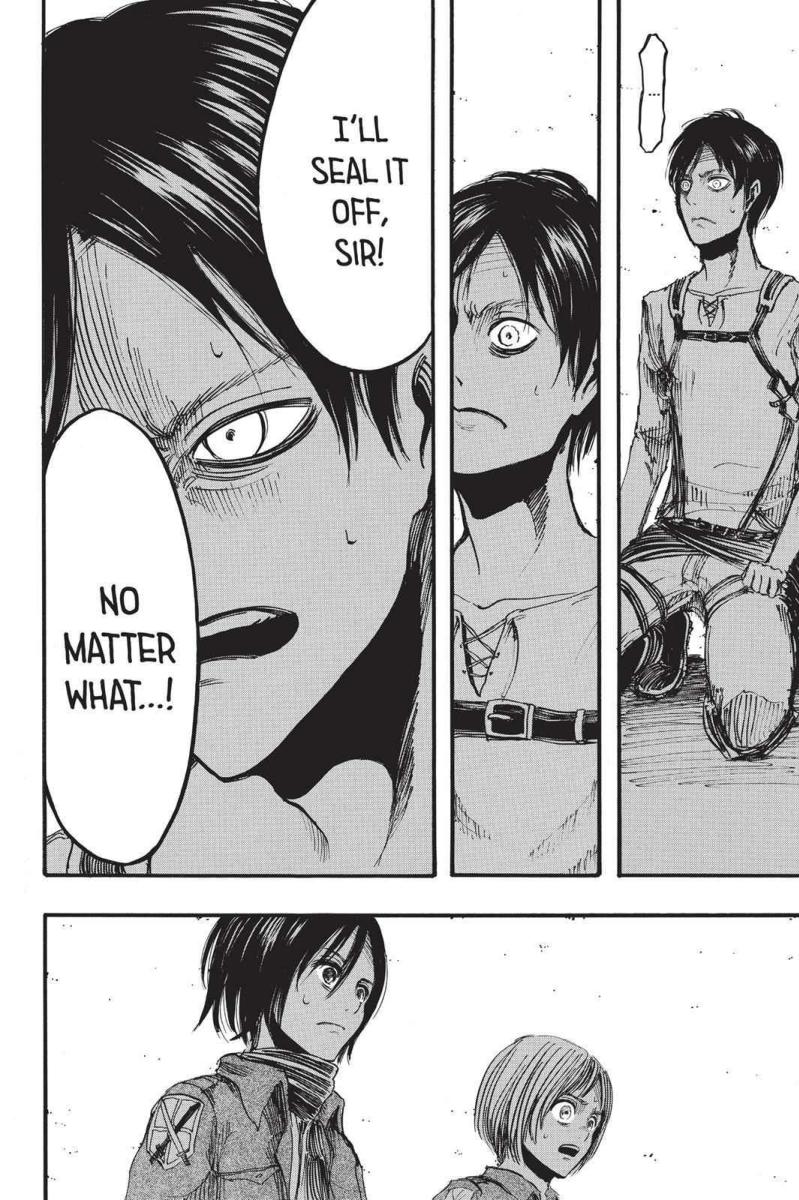 ...
I'LL
SEAL IT
OFF,
SIR!
NO
MATTER
WHAT...!